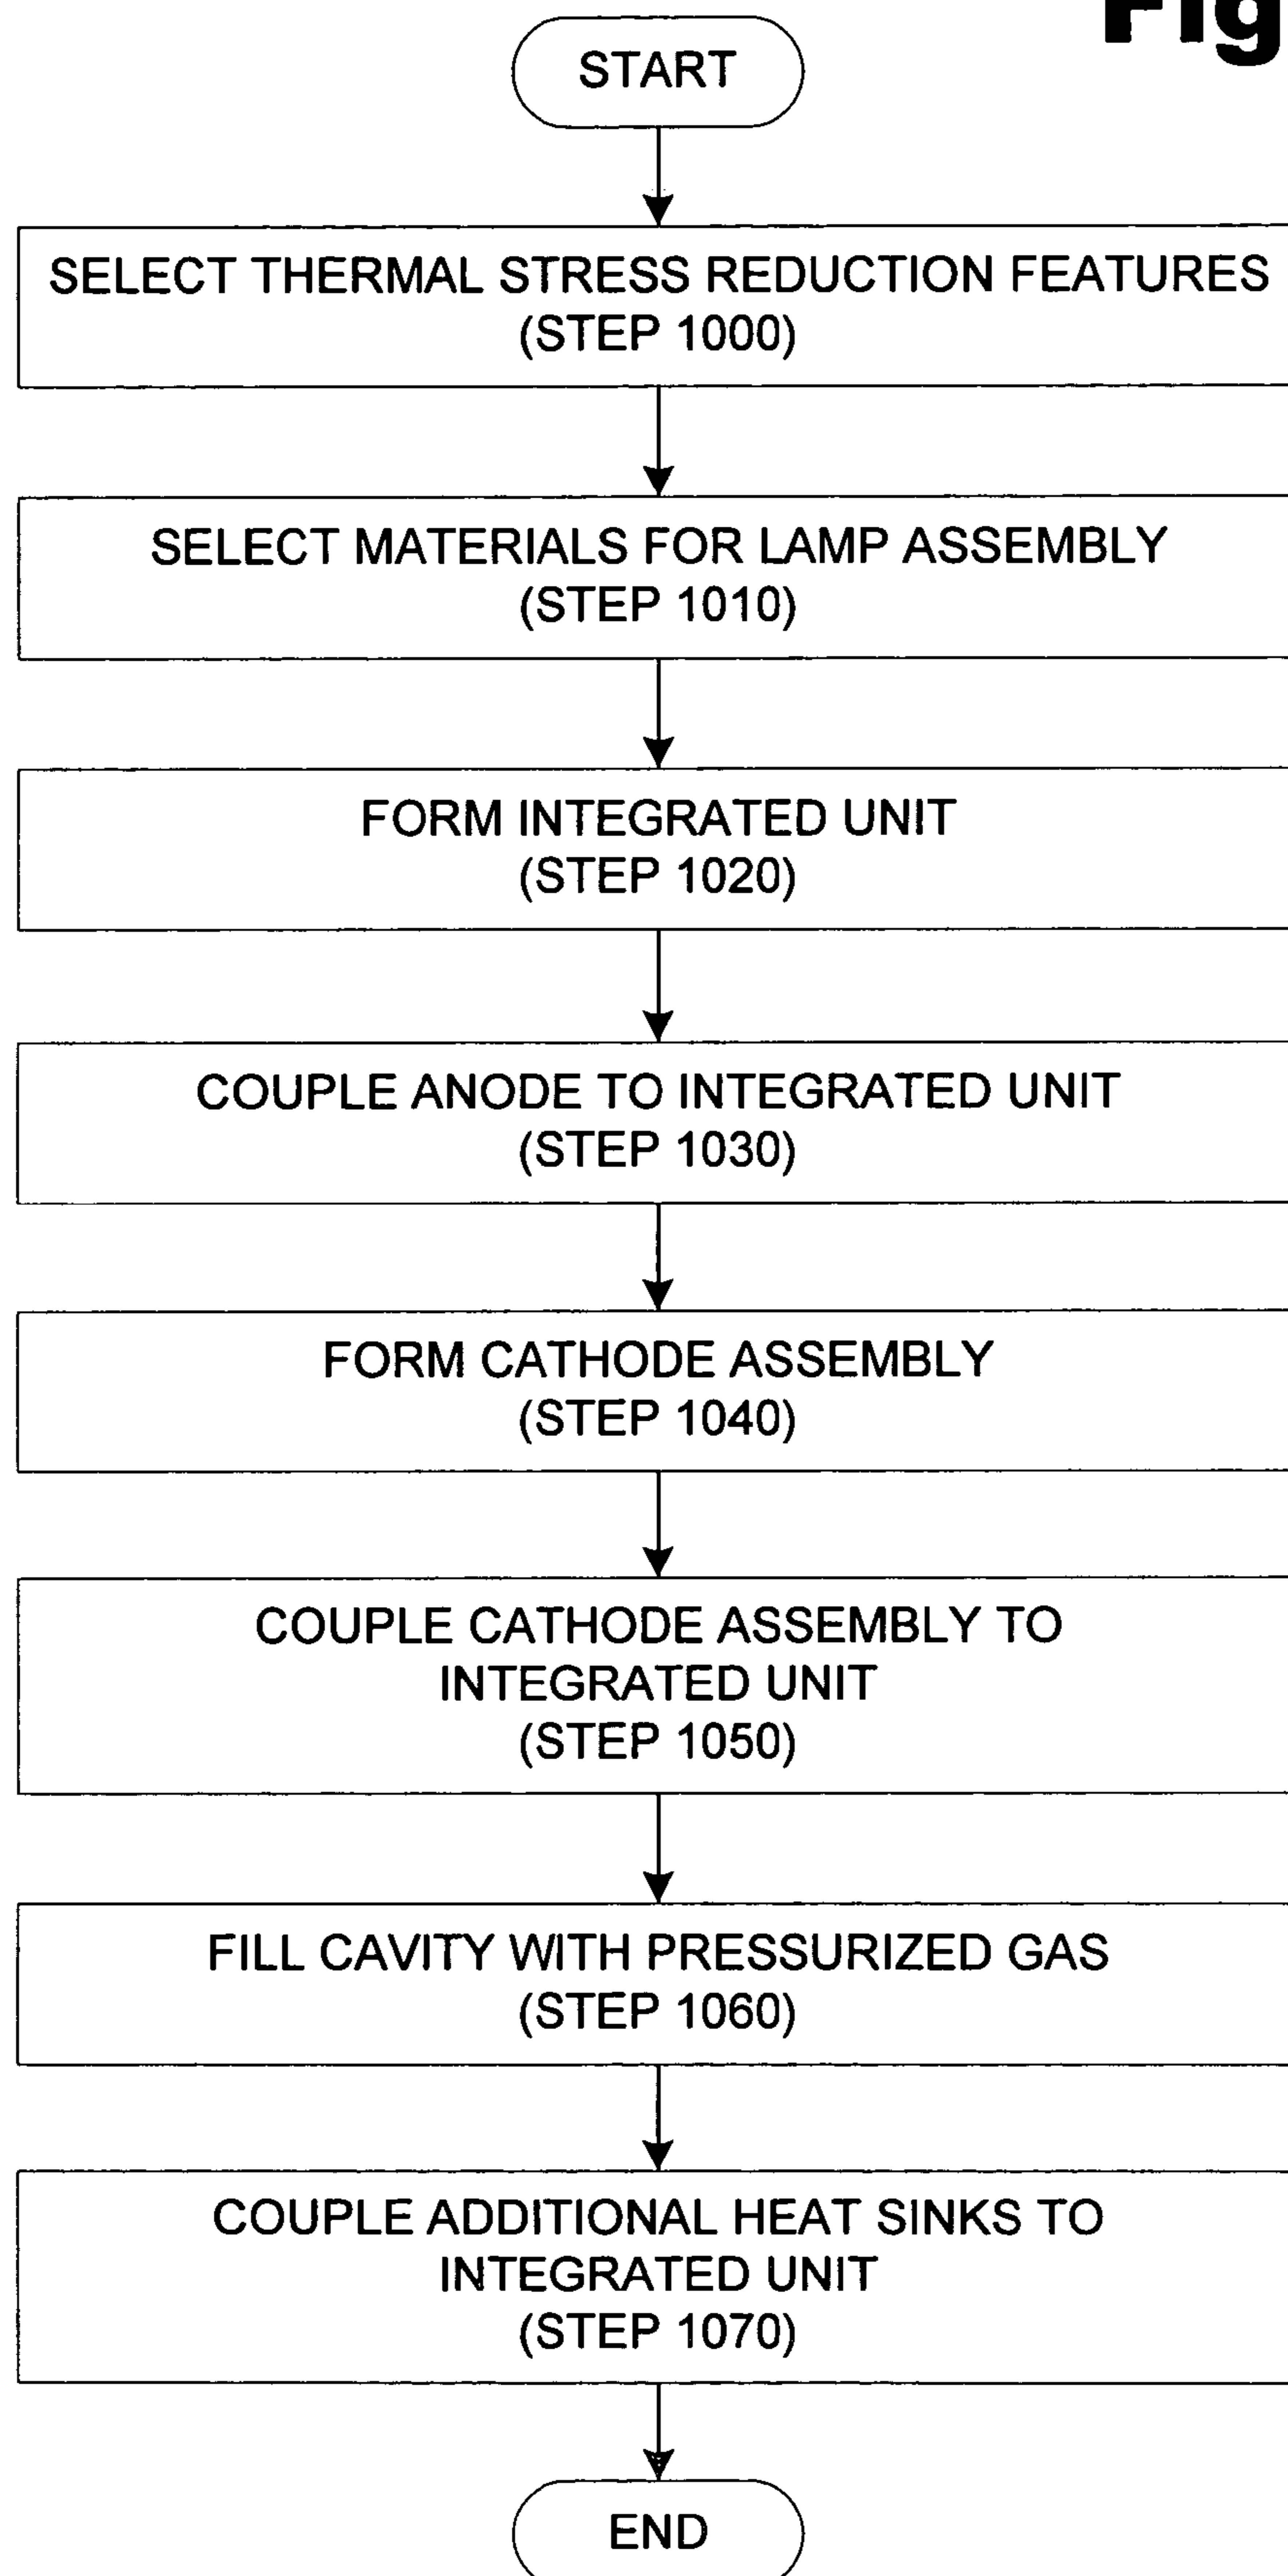 Fig
START
SELECT THERMAL STRESS REDUCTION FEATURES
(STEP 1000)
SELECT MATERIALS FOR LAMP ASSEMBLY
(STEP 1010)
FORM INTEGRATED UNIT
(STEP 1020)
COUPLE ANODE TO INTEGRATED UNIT
(STEP 1030)
FORM CATHODE ASSEMBLY
(STEP 1040)
COUPLE CATHODE ASSEMBLY TO
INTEGRATED UNIT
(STEP 1050)
FILL CAVITY WITH PRESSURIZED GAS
(STEP 1060)
COUPLE ADDITIONAL HEAT SINKS TO
INTEGRATED UNIT
(STEP 1070)
END